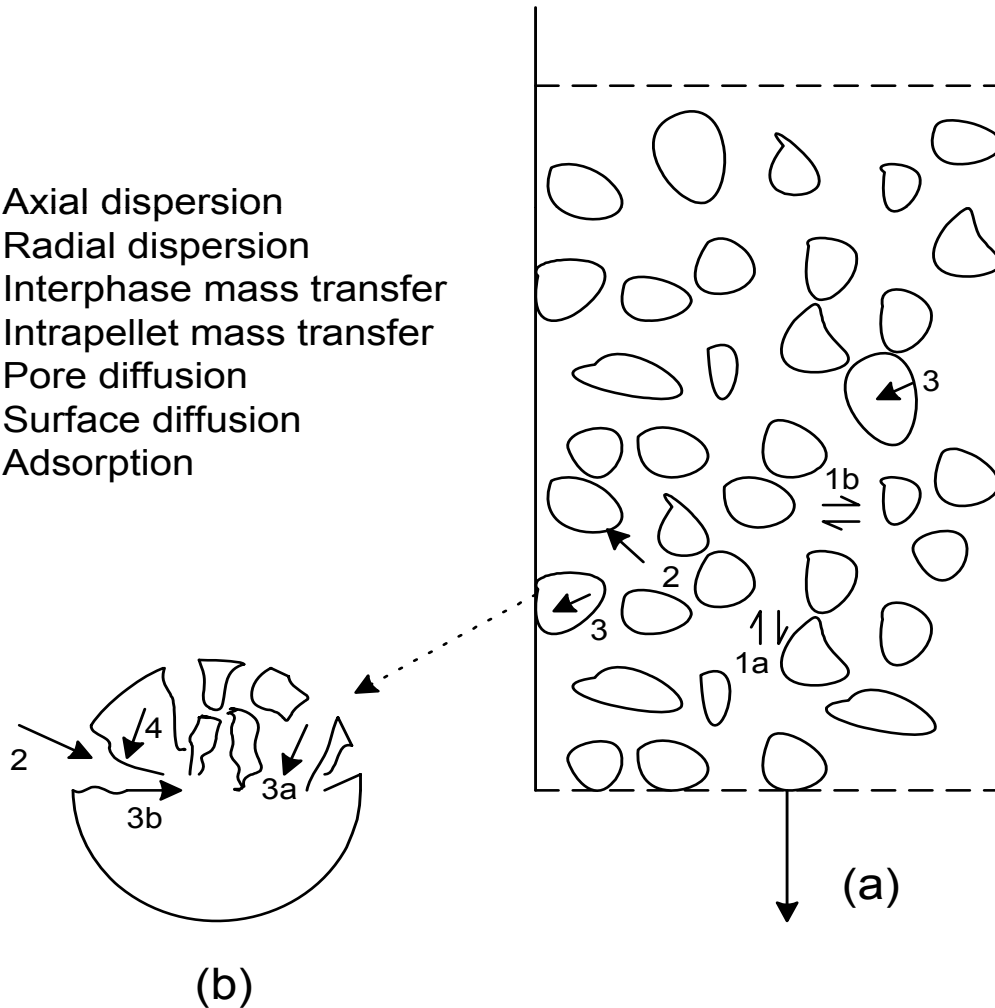 Axial dispersion
Radial dispersion
Interphase mass transfer
Intrapellet mass transfer
Pore diffusion
Surface diffusion
Adsorption
3
1b
2
3
1a
4
2
3a
3b
(a)
(b)